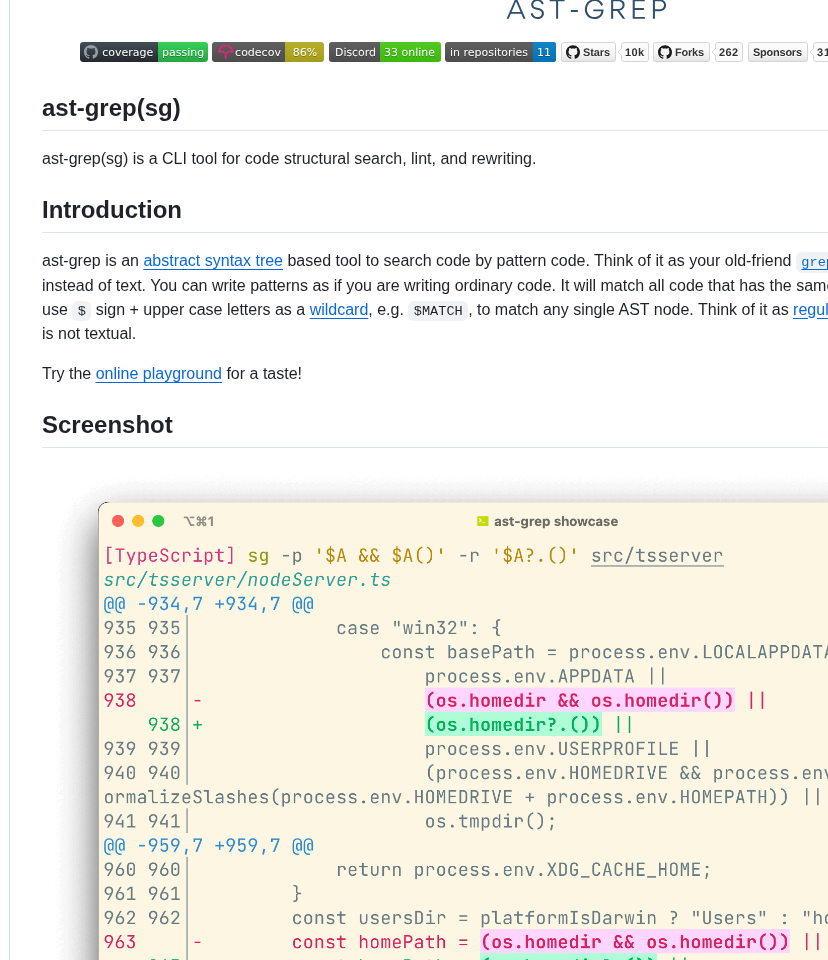 AST-GREP
coverage passing codecov 86% Discord 33 online in repositories 11 Stars 10k Forks 262 Sponsors
ast-grep(sg)
ast-grep(sg) is a CLI tool for code structural search, lint, and rewriting.
Introduction
ast-grep is an abstract syntax tree based tool to search code by pattern code. Think of it as your old-friend
instead of text. You can write patterns as if you are writing ordinary code. It will match all code that has the
use $ sign + upper case letters as a wildcard, e.g. $MATCH, to match any single AST node. Think of it as
is not textual.
Try the online playground for a taste!
Screenshot
⌥⌘1 ast-grep showcase
[TypeScript] sg -p '$A && $A()' -r '$A?.()' src/tsserver
src/tsserver/nodeServer.ts
@@ -934,7 +934,7 @@
935 935│ case "win32": {
936 936│ const basePath = process.env.LOCALAPPDATA
937 937│ process.env.APPDATA ||
938 │- (os.homedir && os.homedir()) ||
938│+ (os.homedir?.()) ||
939 939│ process.env.USERPROFILE ||
940 940│ (process.env.HOMEDRIVE && process.env
ormalizeSlashes(process.env.HOMEDRIVE + process.env.HOMEPATH)) ||
941 941│ os.tmpdir();
@@ -959,7 +959,7 @@
960 960│ return process.env.XDG_CACHE_HOME;
961 961│ }
962 962│ const usersDir = platformIsDarwin ? "Users" :
963 │- const homePath = (os.homedir && os.homedir()) ||